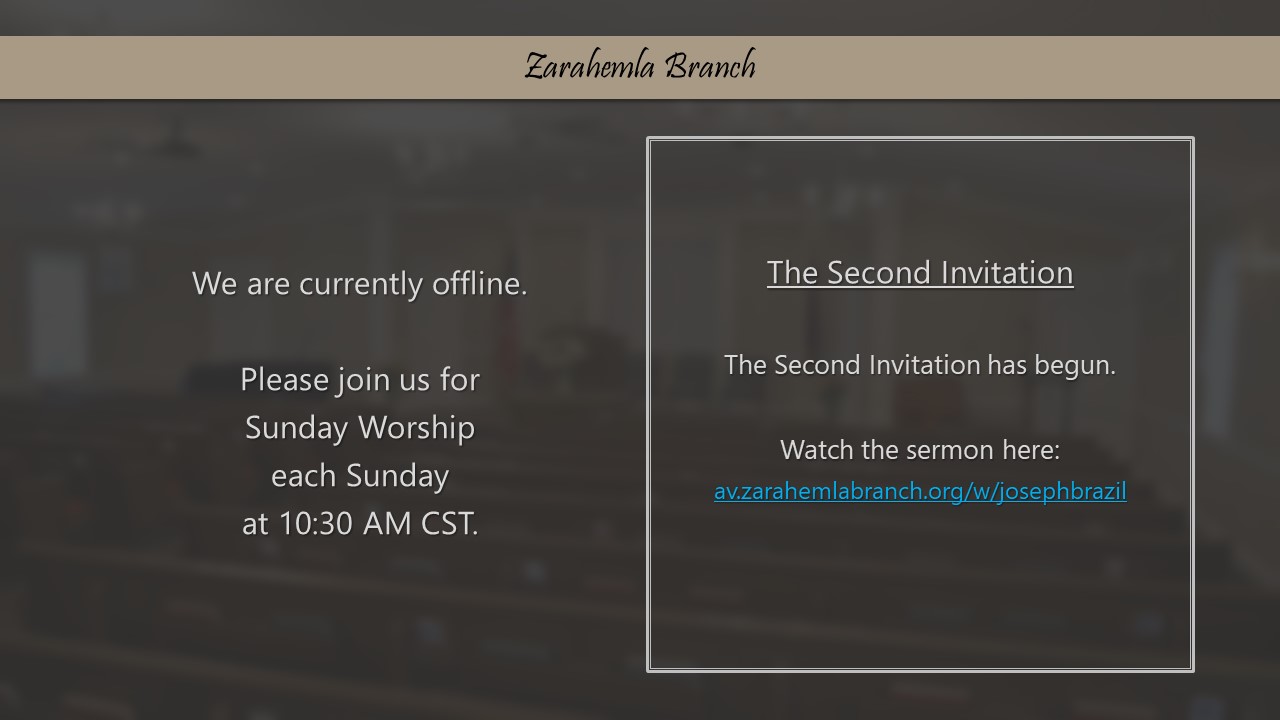 Zarahemla Branch
We are currently offline.
Please join us for
Sunday Worship
each Sunday
at 10:30 AM CST.
The Second Invitation
The Second Invitation has begun.
Watch the sermon here:
av.zarahemlabranch.org/w/josephbrazil